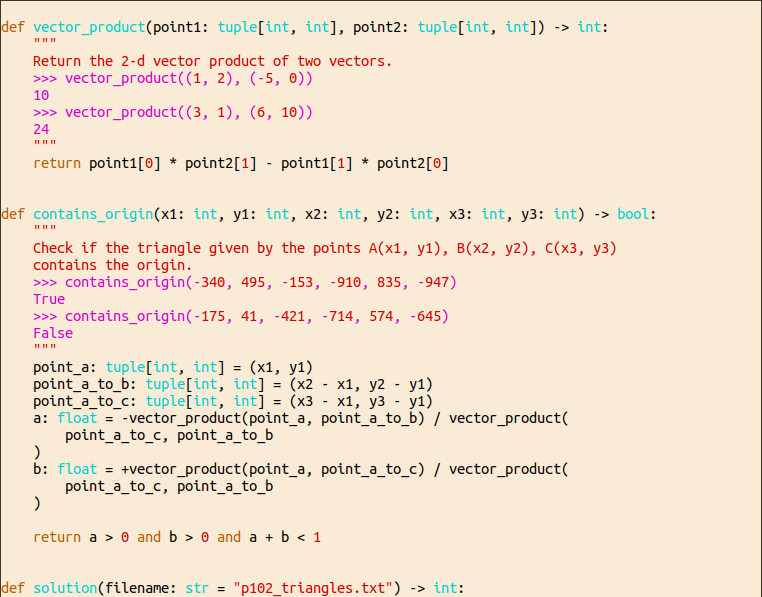 def vector_product(point1: tuple[int, int], point2: tuple[int, int]) -> int:
    """
    Return the 2-d vector product of two vectors.
    >>> vector_product((1, 2), (-5, 0))
    10
    >>> vector_product((3, 1), (6, 10))
    24
    """
    return point1[0] * point2[1] - point1[1] * point2[0]


def contains_origin(x1: int, y1: int, x2: int, y2: int, x3: int, y3: int) -> bool:
    """
    Check if the triangle given by the points A(x1, y1), B(x2, y2), C(x3, y3)
    contains the origin.
    >>> contains_origin(-340, 495, -153, -910, 835, -947)
    True
    >>> contains_origin(-175, 41, -421, -714, 574, -645)
    False
    """
    point_a: tuple[int, int] = (x1, y1)
    point_a_to_b: tuple[int, int] = (x2 - x1, y2 - y1)
    point_a_to_c: tuple[int, int] = (x3 - x1, y3 - y1)
    a: float = -vector_product(point_a, point_a_to_b) / vector_product(
        point_a_to_c, point_a_to_b
    )
    b: float = +vector_product(point_a, point_a_to_c) / vector_product(
        point_a_to_c, point_a_to_b
    )

    return a > 0 and b > 0 and a + b < 1


def solution(filename: str = "p102_triangles.txt") -> int: